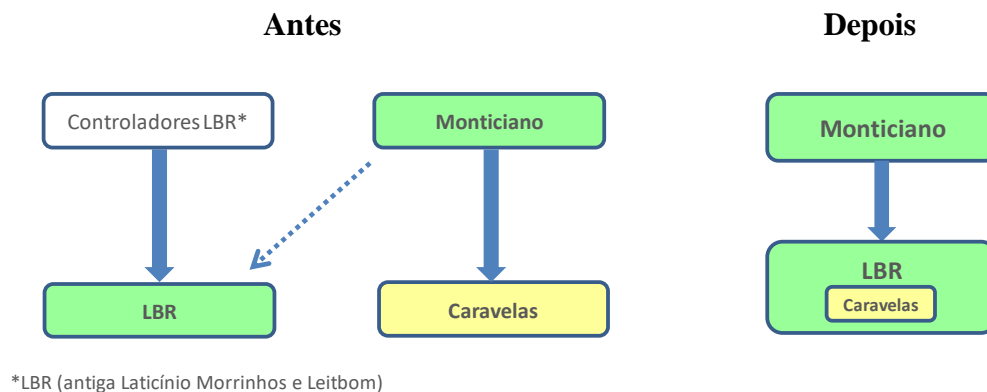 Antes
Depois
Controladores LBR*
Monticiano
Monticiano
LBR
Caravelas
LBR
Caravelas
*LBR (antiga Laticínio Morrinhos e Leitbom)